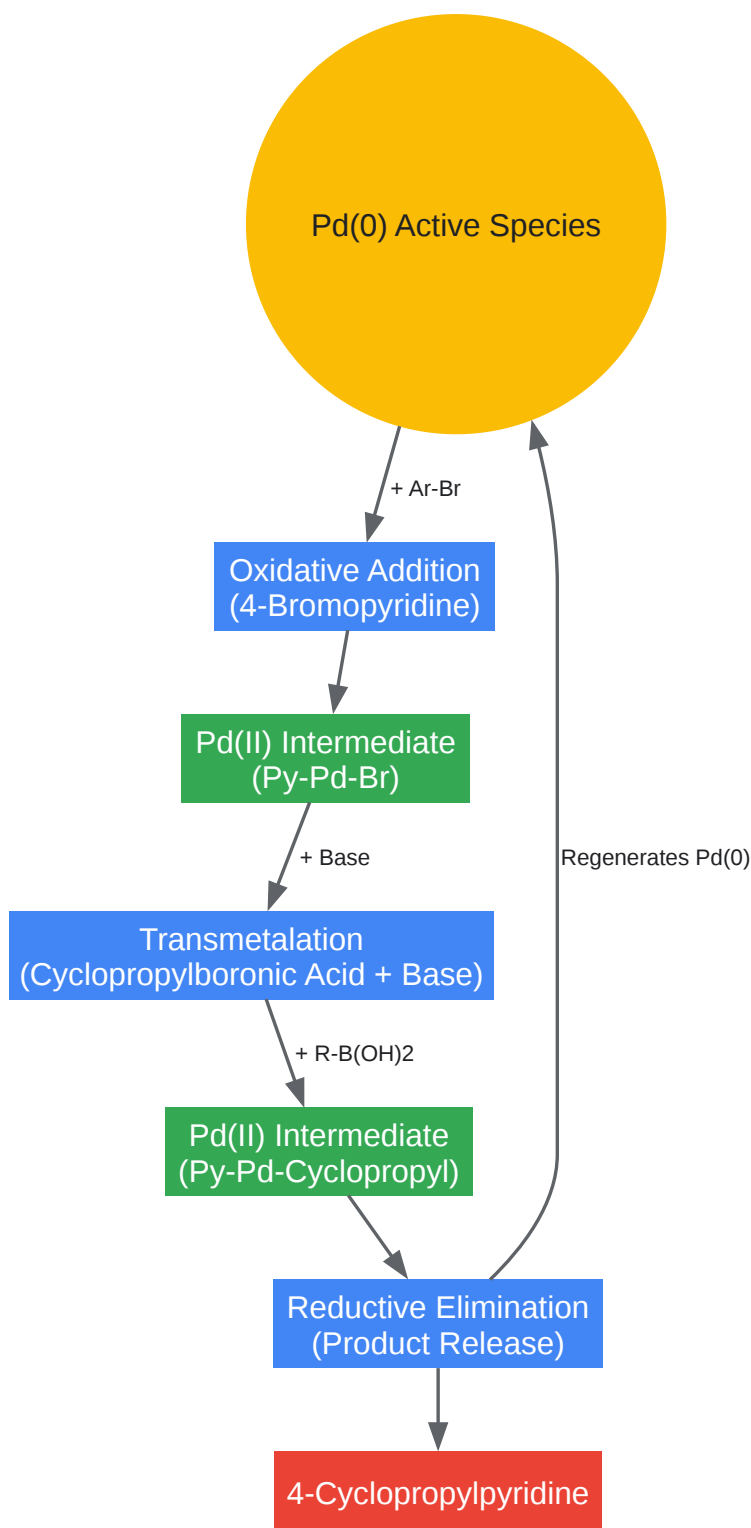 Pd(0) Active Species
+ Ar-Br
Oxidative Addition
(4-Bromopyridine)
Pd(II) Intermediate
(Py-Pd-Br)
+ Base
Regenerates Pd(0)
Transmetalation
(Cyclopropylboronic Acid + Base)
+ R-B(OH)2
Pd(II) Intermediate
(Py-Pd-Cyclopropyl)
Reductive Elimination
(Product Release)
4-Cyclopropylpyridine